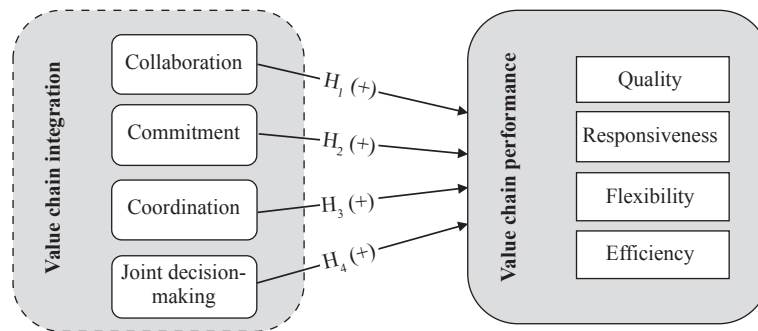 Value chain integration
Collaboration
Commitment
Coordination
Joint decision-
making
H1 (+)
H2 (+)
H3 (+)
H4 (+)
Value chain performance
Quality
Responsiveness
Flexibility
Efficiency